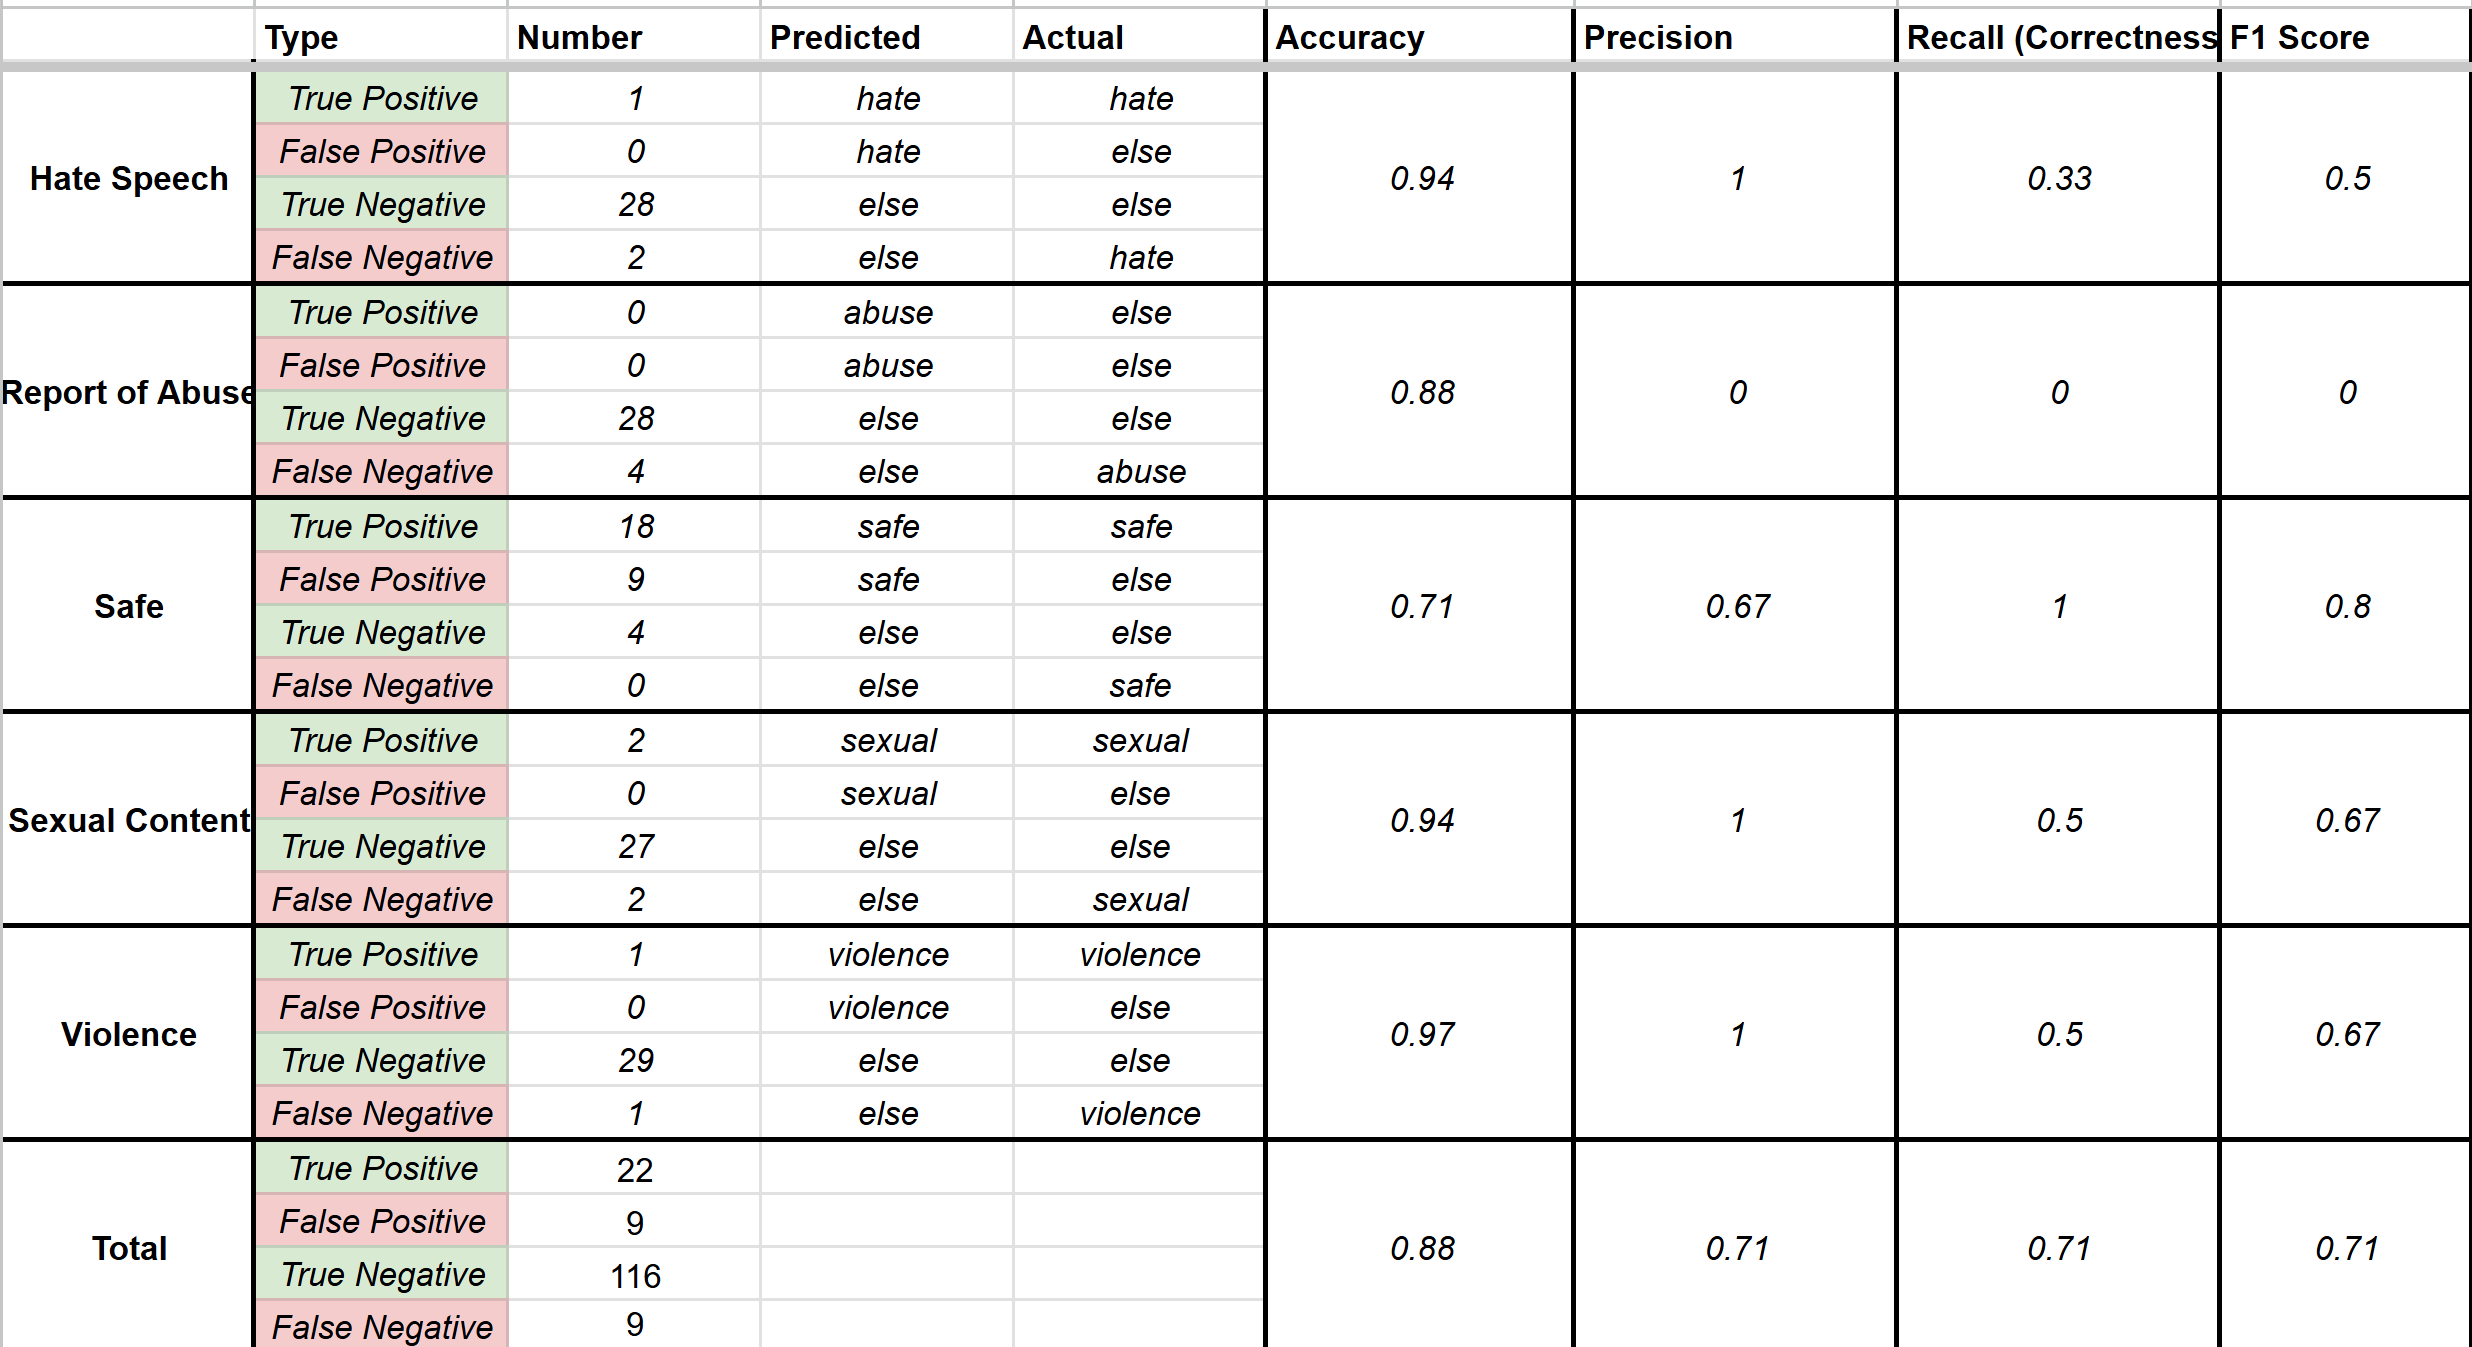 Type Number Predicted Actual Accuracy Precision Recall (Correctness F1 Score
Hate Speech
True Positive 1 hate hate
False Positive 0 hate else
True Negative 28 else else
False Negative 2 else hate
0.94 1 0.33 0.5
Report of Abuse
True Positive 0 abuse else
False Positive 0 abuse else
True Negative 28 else else
False Negative 4 else abuse
0.88 0 0 0
Safe
True Positive 18 safe safe
False Positive 9 safe else
True Negative 4 else else
False Negative 0 else safe
0.71 0.67 1 0.8
Sexual Content
True Positive 2 sexual sexual
False Positive 0 sexual else
True Negative 27 else else
False Negative 2 else sexual
0.94 1 0.5 0.67
Violence
True Positive 1 violence violence
False Positive 0 violence else
True Negative 29 else else
False Negative 1 else violence
0.97 1 0.5 0.67
Total
True Positive 22
False Positive 9
True Negative 116
False Negative 9
0.88 0.71 0.71 0.71